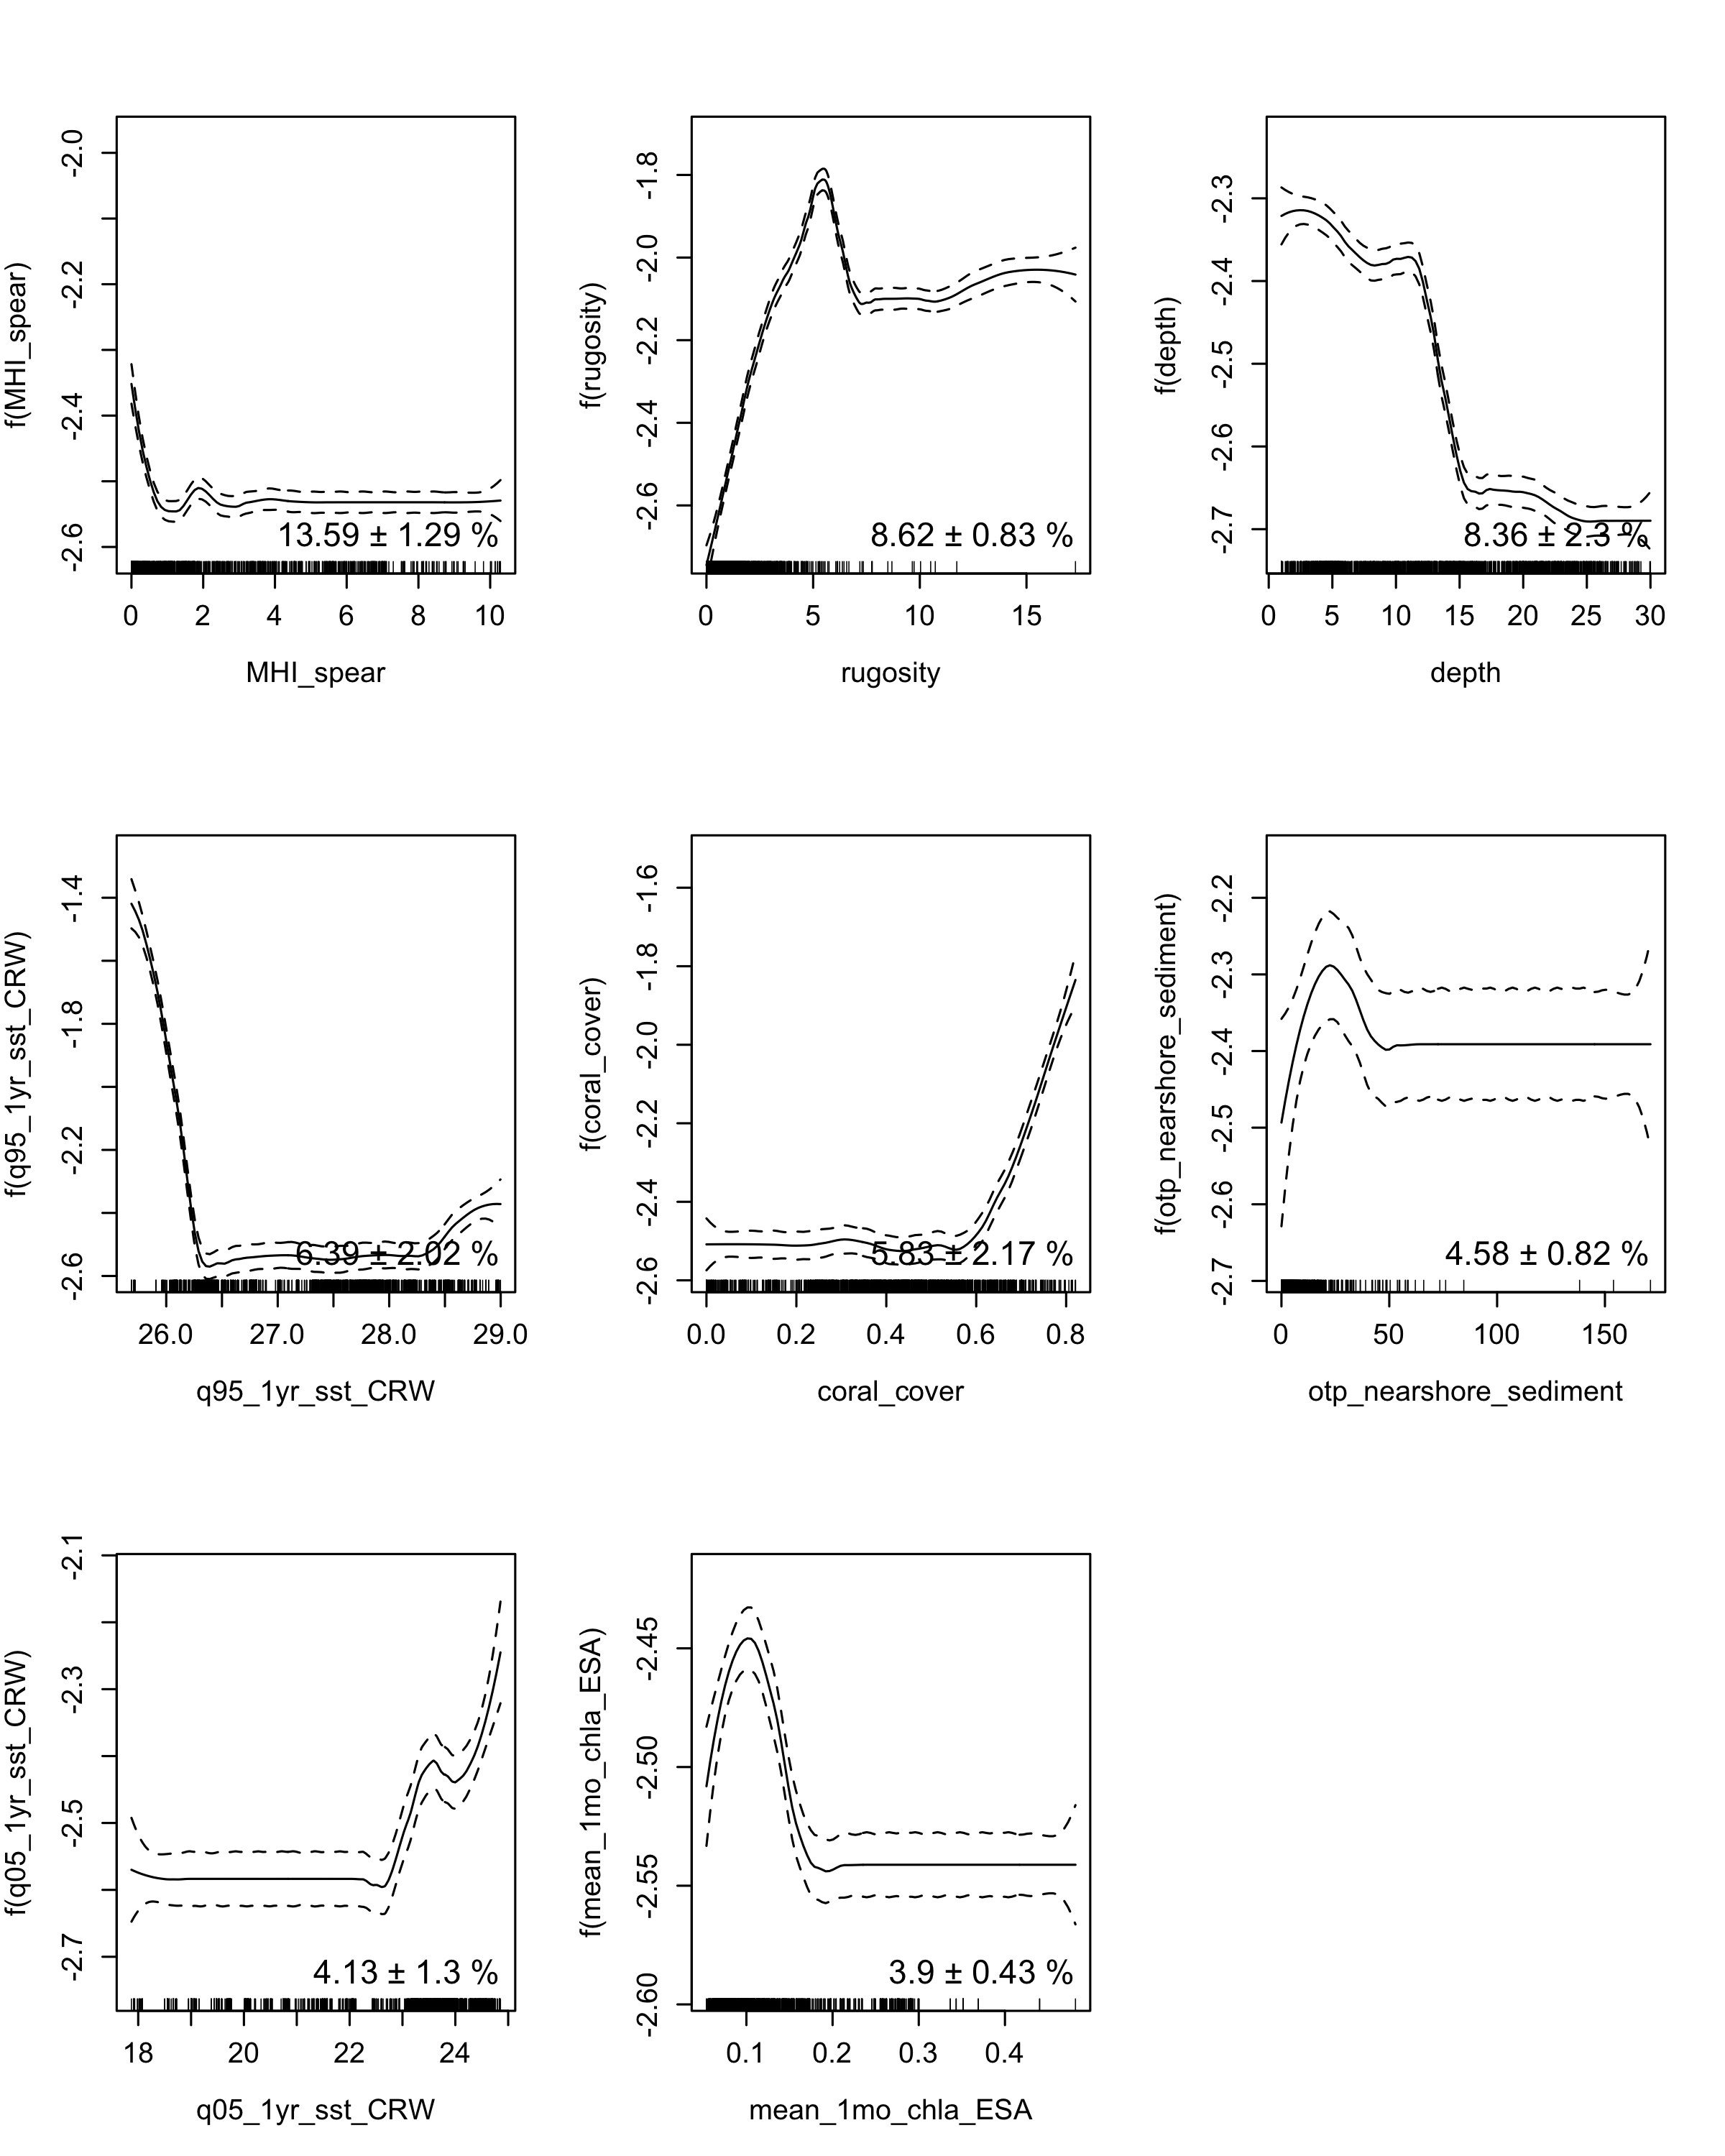 f(MHI_spear)
-2.0
-2.2
-2.4
-2.6
13.59 ± 1.29 %
0 2 4 6 8 10
MHI_spear
f(rugosity)
-1.8
-2.0
-2.2
-2.4
-2.6
8.62 ± 0.83 %
0 5 10 15
rugosity
f(depth)
-2.3
-2.4
-2.5
-2.6
-2.7
8.36 ± 2.3 %
0 5 10 15 20 25 30
depth
f(q95_1yr_sst_CRW)
-1.4
-1.8
-2.2
-2.6
6.39 ± 2.02 %
26.0 27.0 28.0 29.0
q95_1yr_sst_CRW
f(coral_cover)
-1.6
-1.8
-2.0
-2.2
-2.4
-2.6
5.83 ± 2.17 %
0.0 0.2 0.4 0.6 0.8
coral_cover
f(otp_nearshore_sediment)
-2.2
-2.3
-2.4
-2.5
-2.6
-2.7
4.58 ± 0.82 %
0 50 100 150
otp_nearshore_sediment
f(q05_1yr_sst_CRW)
-2.1
-2.3
-2.5
-2.7
4.13 ± 1.3 %
18 20 22 24
q05_1yr_sst_CRW
f(mean_1mo_chla_ESA)
-2.45
-2.50
-2.55
-2.60
3.9 ± 0.43 %
0.1 0.2 0.3 0.4
mean_1mo_chla_ESA